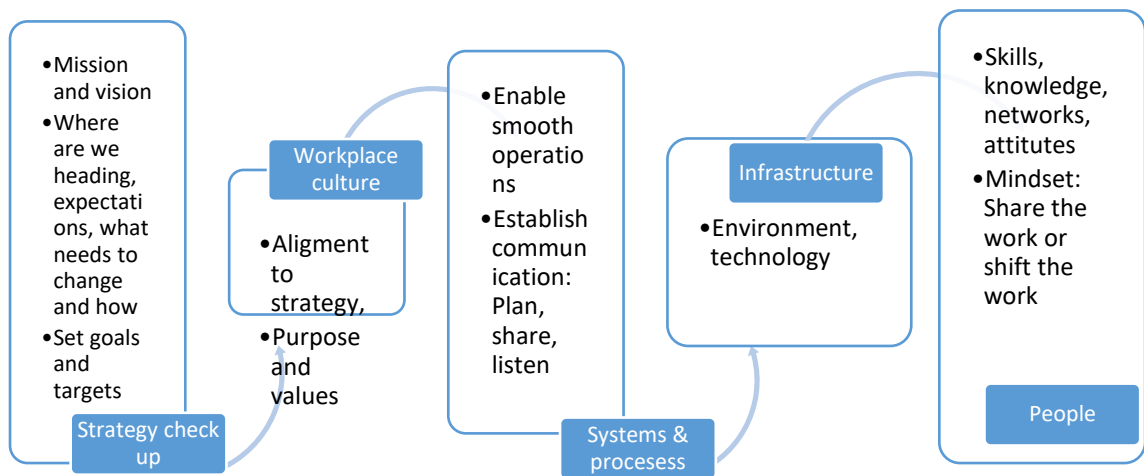 •Mission
and vision
•Where
are we
heading,
expectati
ons, what
needs to
change
and how
•Set goals
and
targets
Strategy check
up
Workplace
culture
•Aligment
to
strategy,
•Purpose
and
values
•Enable
smooth
operatio
ns
•Establish
commun
ication:
Plan,
share,
listen
Systems &
procesess
Infrastructure
•Environment,
technology
•Skills,
knowledge,
networks,
attitutes
•Mindset:
Share the
work or
shift the
work
People